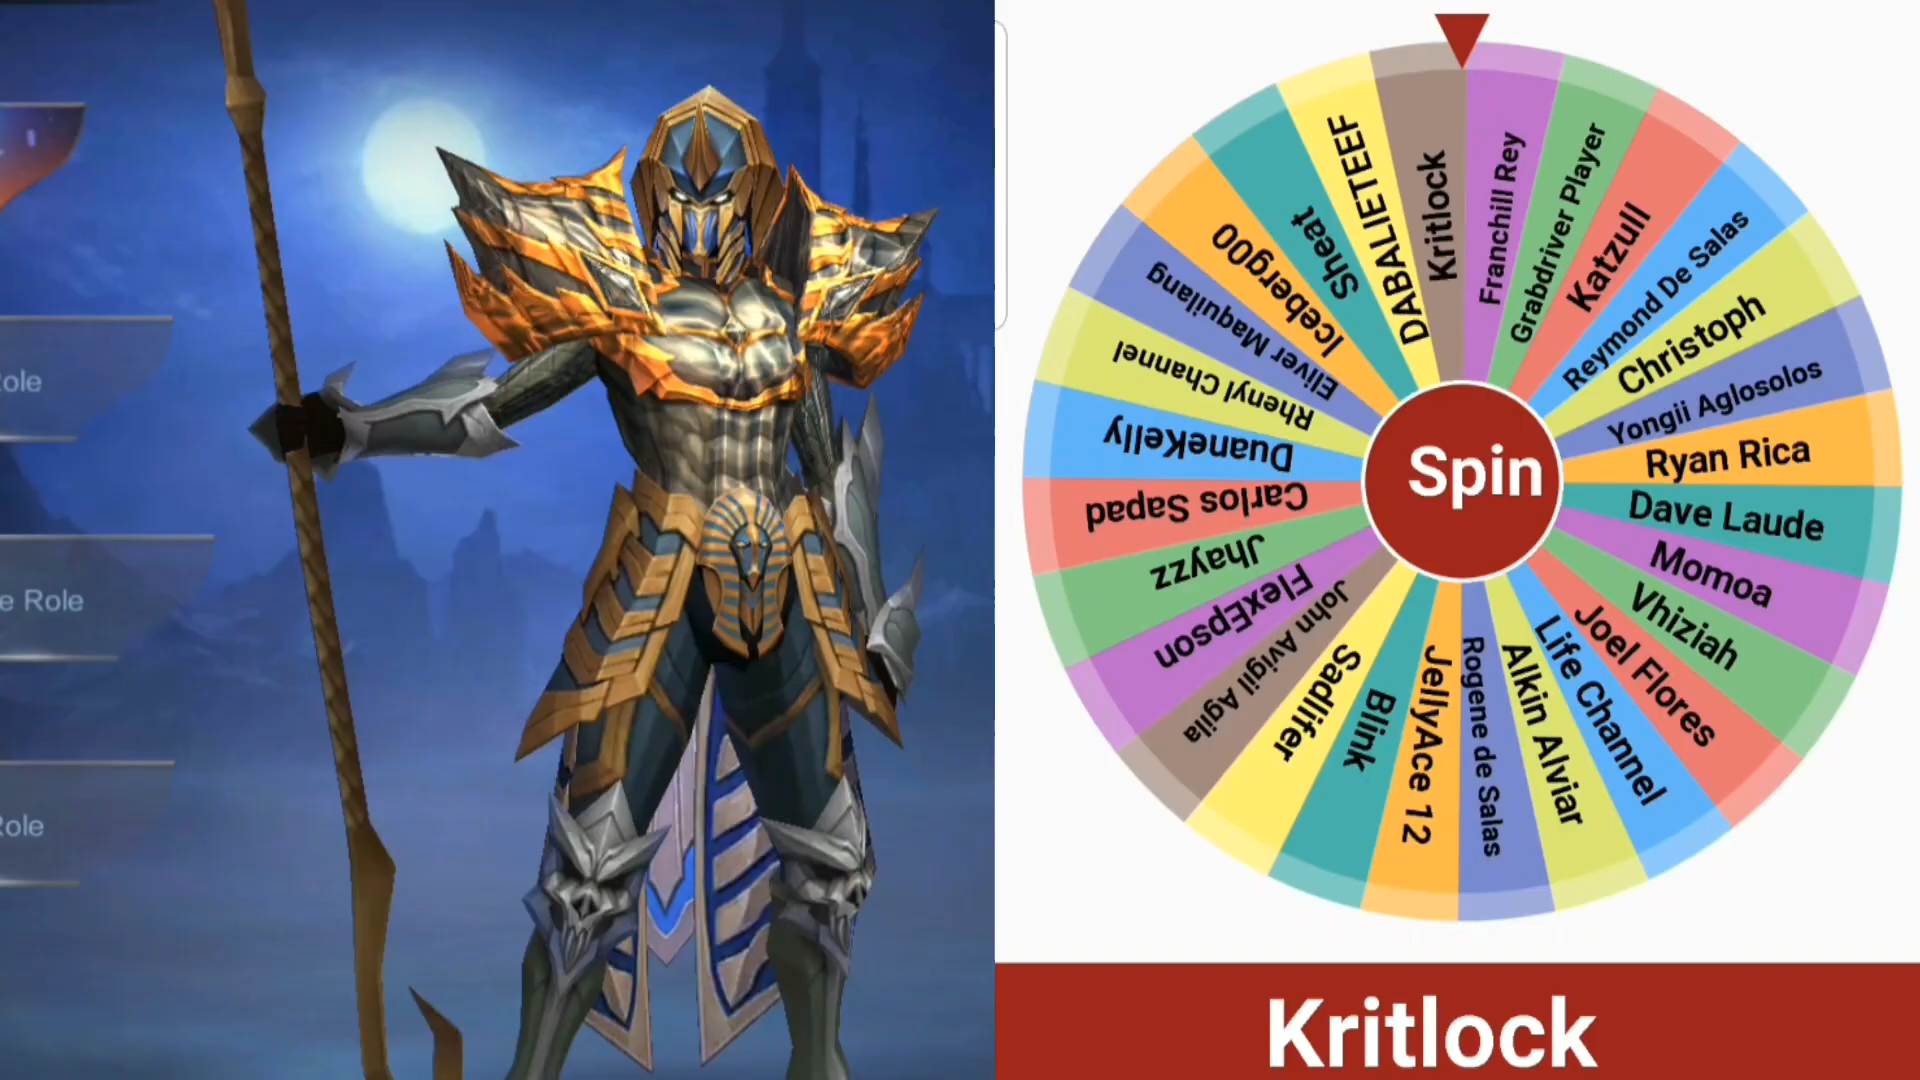 Role
e Role
Role
Kritlock
Franchill Rey
Grabdriver Player
Katzull
Reymond De Salas
Christoph
Yongii Aglosolos
Ryan Rica
Dave Laude
Momoa
Vhiziah
Joel Flores
Life Channel
Alkin Alviar
Rogene de Salas
JellyAce 12
Blink
Sadlifer
John Avigil Agila
FlexEpson
Jhayzz
Carlos Sapad
DuaneKelly
Rhenyl Channel
Eliver Maquilang
Iceberg00
Sheat
DABALIETEEF
Spin
Kritlock